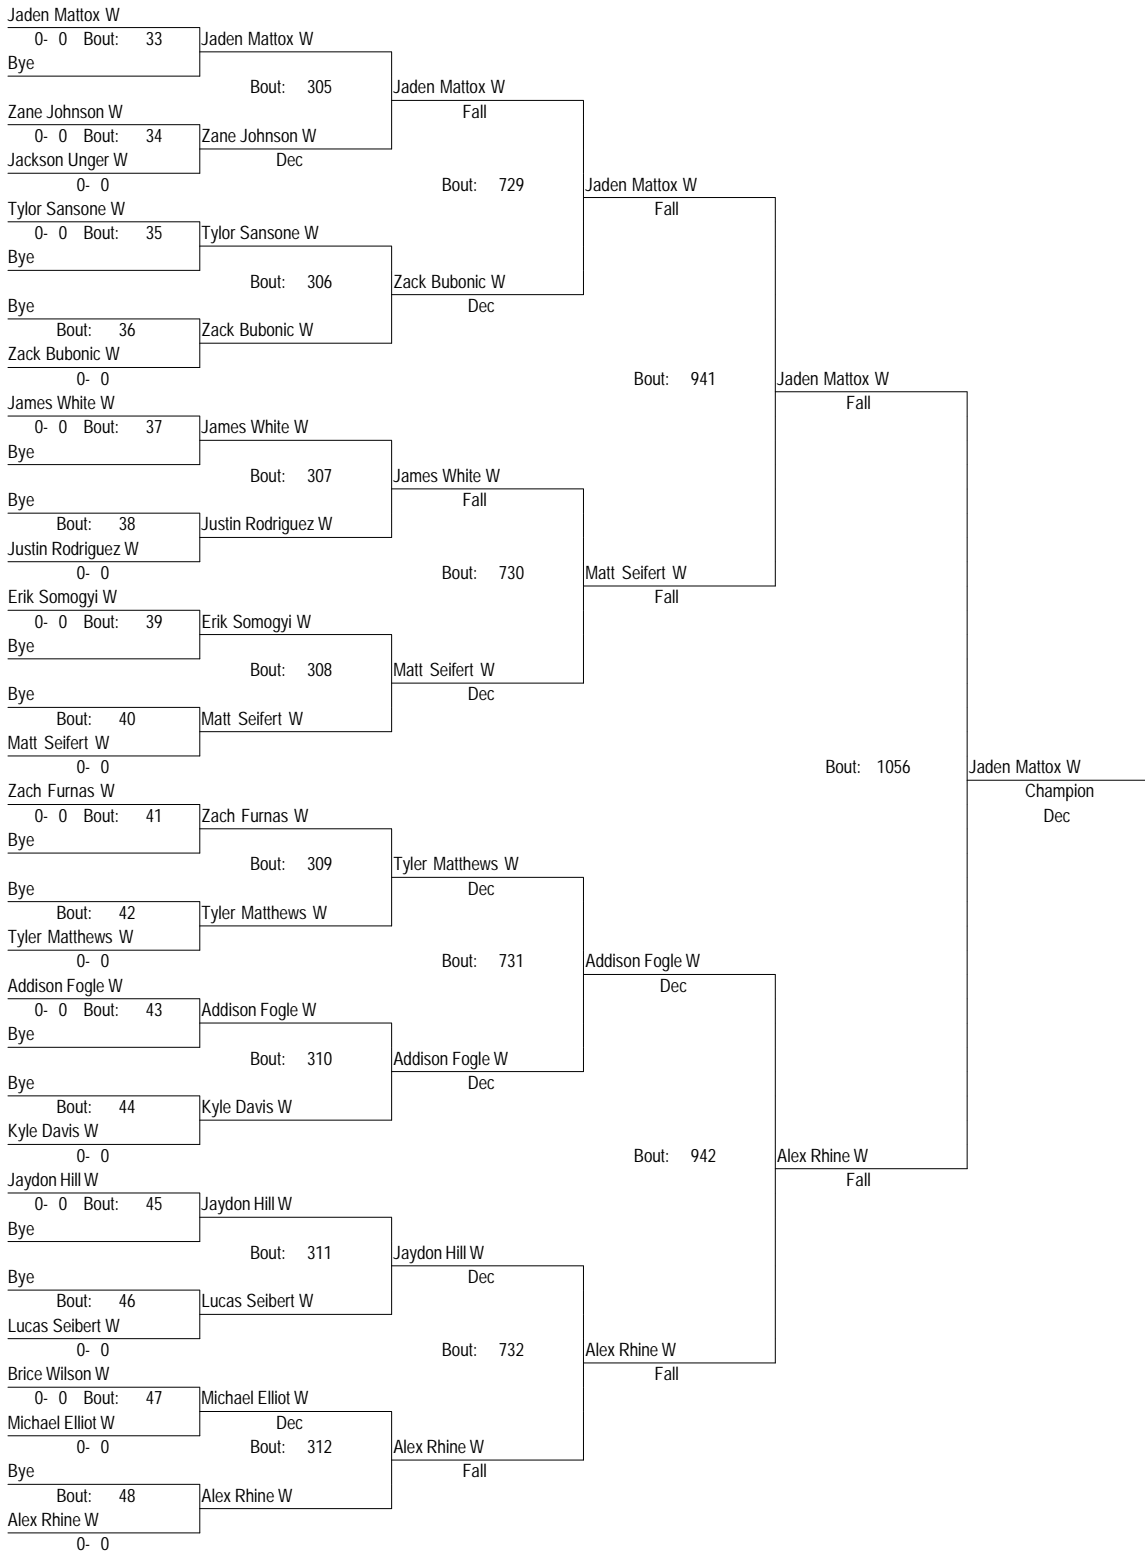 Jaden Mattox W
0- 0 Bout: 33 Jaden Mattox W
Bye
Bout: 305 Jaden Mattox W
Zane Johnson W Fall
0- 0 Bout: 34 Zane Johnson W
Jackson Unger W Dec
0- 0 Bout: 729 Jaden Mattox W
Tylor Sansone W Fall
0- 0 Bout: 35 Tylor Sansone W
Bye
Bout: 306 Zack Bubonic W
Bye Dec
Bout: 36 Zack Bubonic W
Zack Bubonic W
0- 0 Bout: 941 Jaden Mattox W
James White W Fall
0- 0 Bout: 37 James White W
Bye
Bout: 307 James White W
Bye Fall
Bout: 38 Justin Rodriguez W
Justin Rodriguez W
0- 0 Bout: 730 Matt Seifert W
Erik Somogyi W Fall
0- 0 Bout: 39 Erik Somogyi W
Bye
Bout: 308 Matt Seifert W
Bye Dec
Bout: 40 Matt Seifert W
Matt Seifert W
0- 0 Bout: 1056 Jaden Mattox W
Zach Furnas W Champion
0- 0 Bout: 41 Zach Furnas W Dec
Bye
Bout: 309 Tyler Matthews W
Bye Dec
Bout: 42 Tyler Matthews W
Tyler Matthews W
0- 0 Bout: 731 Addison Fogle W
Addison Fogle W Dec
0- 0 Bout: 43 Addison Fogle W
Bye
Bout: 310 Addison Fogle W
Bye Dec
Bout: 44 Kyle Davis W
Kyle Davis W
0- 0 Bout: 942 Alex Rhine W
Jaydon Hill W Fall
0- 0 Bout: 45 Jaydon Hill W
Bye
Bout: 311 Jaydon Hill W
Bye Dec
Bout: 46 Lucas Seibert W
Lucas Seibert W
0- 0 Bout: 732 Alex Rhine W
Brice Wilson W Fall
0- 0 Bout: 47 Michael Elliot W
Michael Elliot W Dec
0- 0 Bout: 312 Alex Rhine W
Bye Fall
Bout: 48 Alex Rhine W
Alex Rhine W
0- 0